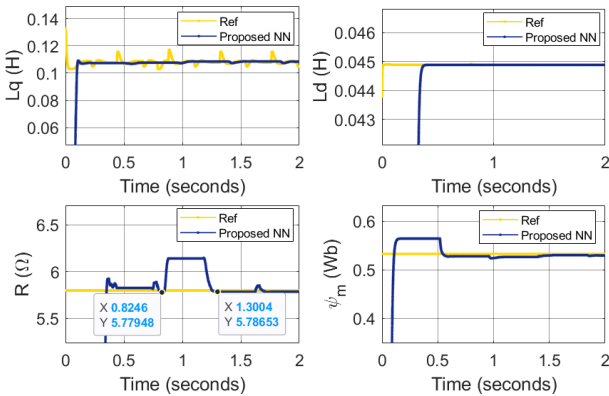 0.14
0.12
0.1
0.08
0.06
Lq (H)
Ref
Proposed NN
0
0.5
1
1.5
2
Time (seconds)
0.045
0.044
0.043
Ld (H)
Ref
Proposed NN
0
1
2
Time (seconds)
6.5
6
5.5
R (Ω)
Ref
Proposed NN
X 0.8246
Y 5.77948
X 1.3004
Y 5.78653
0
0.5
1
1.5
2
Time (seconds)
0.6
0.5
0.4
ψm (Wb)
Ref
Proposed NN
0
0.5
1
1.5
2
Time (seconds)